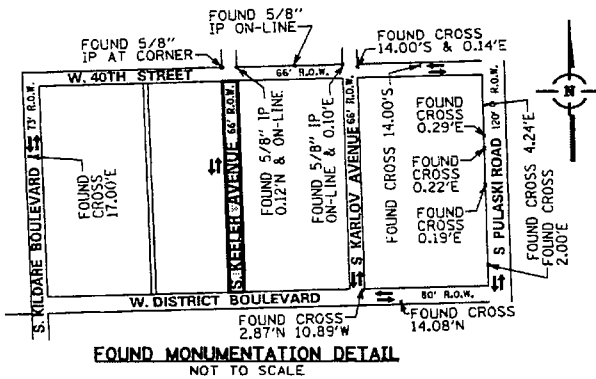 FOUND 5/8"
IP AT CORNER
FOUND 5/8"
IP ON-LINE
FOUND CROSS
14.00'S & 0.14'E
W. 40TH STREET
66' R.O.W.
S. KILDARE BOULEVARD
73' R.O.W.
FOUND
CROSS
17.00'E
S. KEELER AVENUE
66' R.O.W.
FOUND 5/8" IP
0.12'N & ON-LINE
FOUND 5/8" IP
ON-LINE & 0.10'E
S KARLOV AVENUE
66' R.O.W.
FOUND CROSS 14.00'S
FOUND
CROSS
0.29'E
FOUND
CROSS
0.22'E
FOUND
CROSS
0.19'E
S PULASKI ROAD
120' R.O.W.
FOUND CROSS 4.24'E
FOUND CROSS
2.00'E
N
W. DISTRICT BOULEVARD
80' R.O.W.
FOUND CROSS
2.87'N 10.89'W
FOUND CROSS
14.08'N
FOUND MONUMENTATION DETAIL
NOT TO SCALE